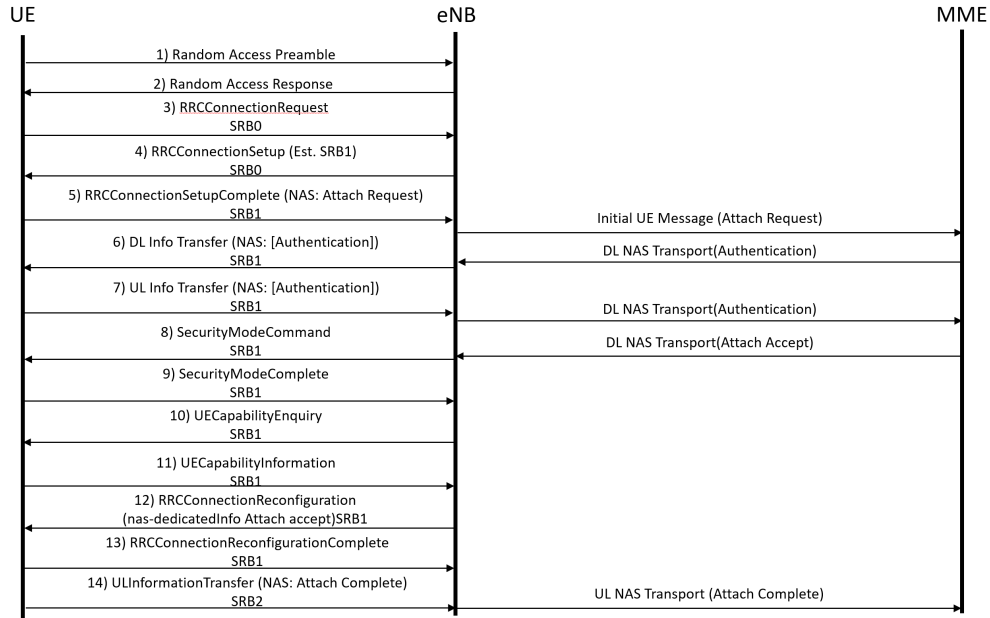 UE
eNB
MME
1) Random Access Preamble
2) Random Access Response
3) RRCConnectionRequest
SRB0
4) RRCConnectionSetup (Est. SRB1)
SRB0
5) RRCConnectionSetupComplete (NAS: Attach Request)
SRB1
Initial UE Message (Attach Request)
6) DL Info Transfer (NAS: [Authentication])
SRB1
DL NAS Transport(Authentication)
7) UL Info Transfer (NAS: [Authentication])
SRB1
DL NAS Transport(Authentication)
8) SecurityModeCommand
SRB1
DL NAS Transport(Attach Accept)
9) SecurityModeComplete
SRB1
10) UECapabilityEnquiry
SRB1
11) UECapabilityInformation
SRB1
12) RRCConnectionReconfiguration
(nas-dedicatedInfo Attach accept)SRB1
13) RRCConnectionReconfigurationComplete
SRB1
14) ULInformationTransfer (NAS: Attach Complete)
SRB2
UL NAS Transport (Attach Complete)